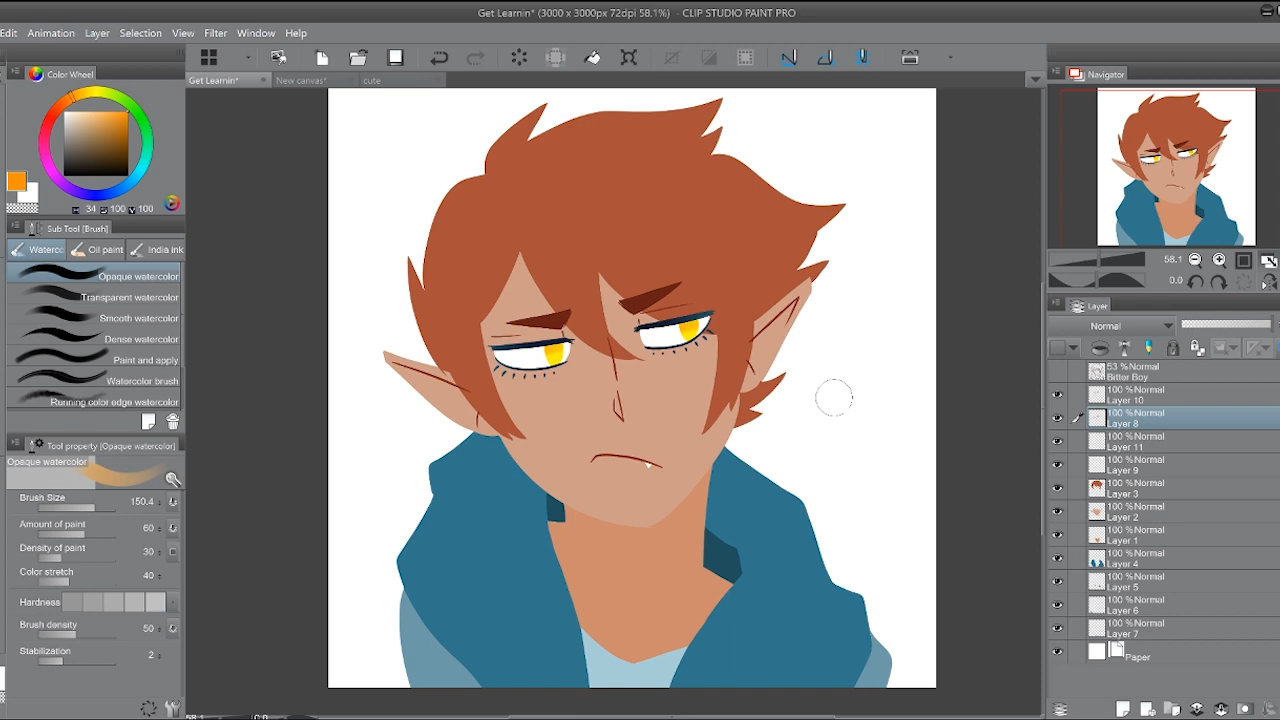 Get Learnin* (3000 x 3000px 72dpi 58.1%) - CLIP STUDIO PAINT PRO
Edit Animation Layer Selection View Filter Window Help
Get Learnin* New canvas* cute
Color Wheel
34 S 100 V 100
Sub Tool [Brush]
Waterco Oil paint India ink
Opaque watercolor
Transparent watercolor
Smooth watercolor
Dense watercolor
Paint and apply
Watercolor brush
Running color edge watercolor
Tool property [Opaque watercolor]
Opaque watercolor
Brush Size 150.4
Amount of paint 60
Density of paint 30
Color stretch 40
Hardness
Brush density 50
Stabilization 2
58.1 0.0
Navigator
58.1
0.0
Layer
Normal
53 %Normal
Bitter Boy
100 %Normal
Layer 10
100 %Normal
Layer 8
100 %Normal
Layer 11
100 %Normal
Layer 9
100 %Normal
Layer 3
100 %Normal
Layer 2
100 %Normal
Layer 1
100 %Normal
Layer 4
100 %Normal
Layer 5
100 %Normal
Layer 6
100 %Normal
Layer 7
Paper